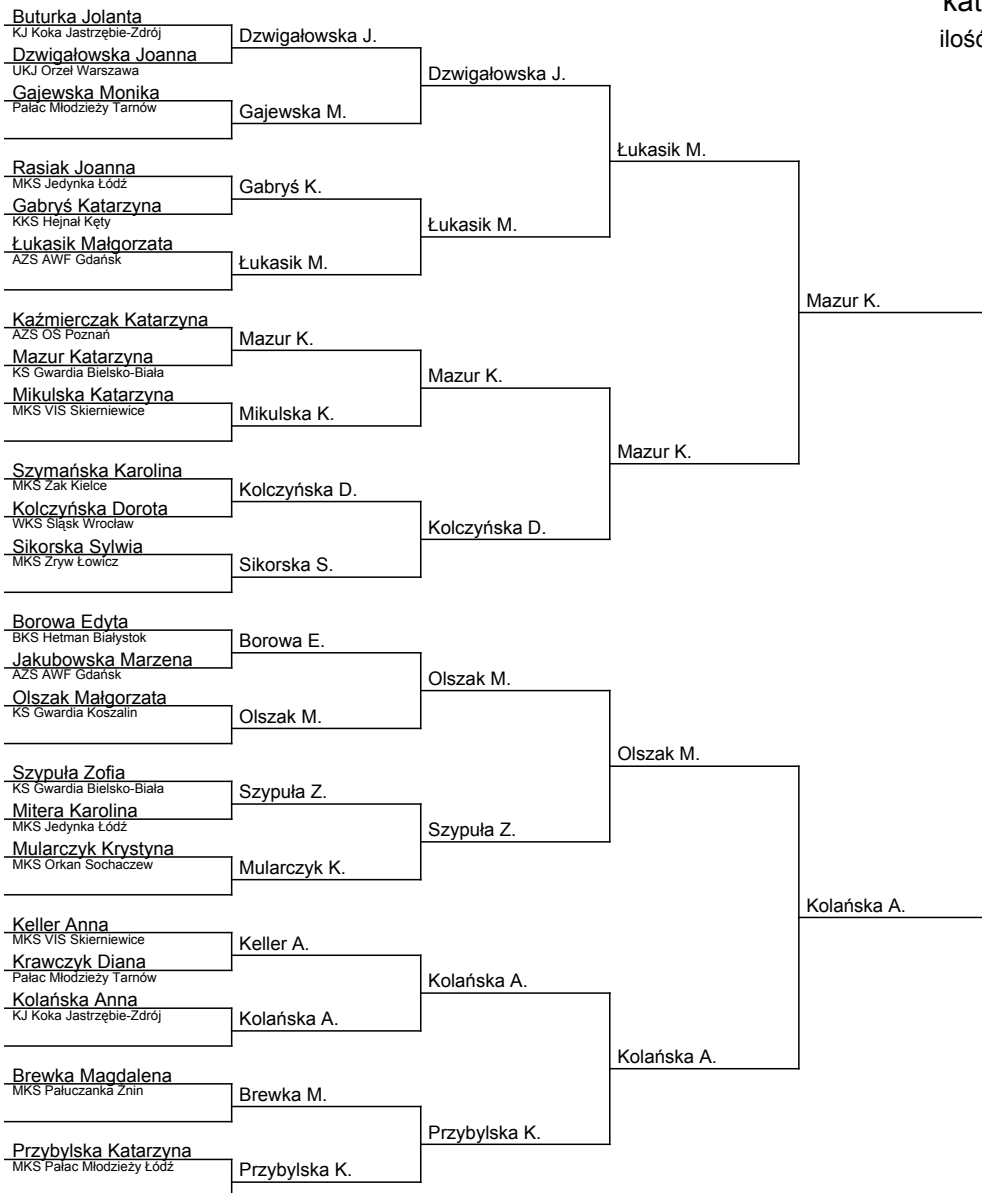 kat
ilość
Buturka Jolanta
KJ Koka Jastrzębie-Zdrój
Dzwigałowska J.
Dzwigałowska Joanna
UKJ Orzeł Warszawa
Dzwigałowska J.
Gajewska Monika
Pałac Młodzieży Tarnów
Gajewska M.
Łukasik M.
Rasiak Joanna
MKS Jedynka Łódź
Gabryś K.
Gabryś Katarzyna
KKS Hejnał Kęty
Łukasik M.
Łukasik Małgorzata
AZS AWF Gdańsk
Łukasik M.
Mazur K.
Kaźmierczak Katarzyna
AZS OŚ Poznań
Mazur K.
Mazur Katarzyna
KS Gwardia Bielsko-Biała
Mazur K.
Mikulska Katarzyna
MKS VIS Skierniewice
Mikulska K.
Mazur K.
Szymańska Karolina
MKS Żak Kielce
Kolczyńska D.
Kolczyńska Dorota
WKS Śląsk Wrocław
Kolczyńska D.
Sikorska Sylwia
MKS Zryw Łowicz
Sikorska S.
Borowa Edyta
BKS Hetman Białystok
Borowa E.
Jakubowska Marzena
AZS AWF Gdańsk
Olszak M.
Olszak Małgorzata
KS Gwardia Koszalin
Olszak M.
Olszak M.
Szypuła Zofia
KS Gwardia Bielsko-Biała
Szypuła Z.
Mitera Karolina
MKS Jedynka Łódź
Szypuła Z.
Mularczyk Krystyna
MKS Orkan Sochaczew
Mularczyk K.
Kolańska A.
Keller Anna
MKS VIS Skierniewice
Keller A.
Krawczyk Diana
Pałac Młodzieży Tarnów
Kolańska A.
Kolańska Anna
KJ Koka Jastrzębie-Zdrój
Kolańska A.
Kolańska A.
Brewka Magdalena
MKS Pałuczanka Żnin
Brewka M.
Przybylska K.
Przybylska Katarzyna
MKS Pałac Młodzieży Łódź
Przybylska K.